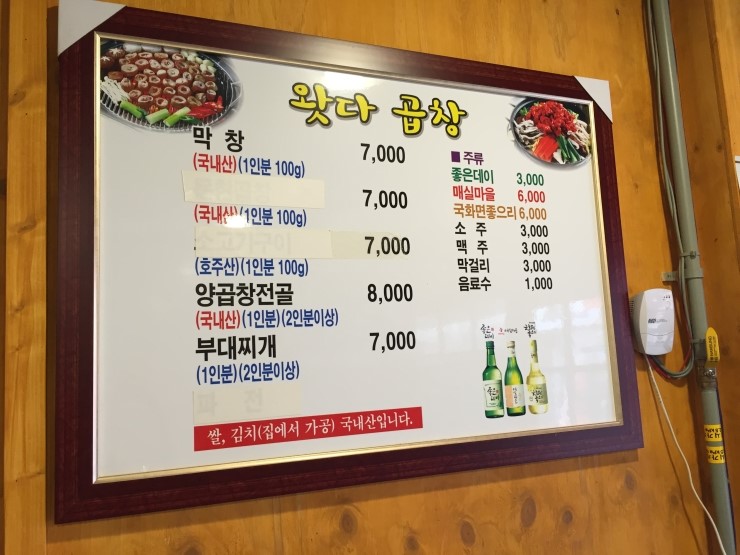 왓다 곱창
막 창 7,000
(국내산)(1인분 100g)
7,000
(국내산)(1인분 100g)
7,000
(호주산)(1인분 100g)
양곱창전골 8,000
(국내산)(1인분)(2인분이상)
부대찌개 7,000
(1인분)(2인분이상)
쌀, 김치(집에서 가공) 국내산입니다.
■ 주류
좋은데이 3,000
매실마을 6,000
국화면좋으리 6,000
소 주 3,000
맥 주 3,000
막걸리 3,000
음료수 1,000